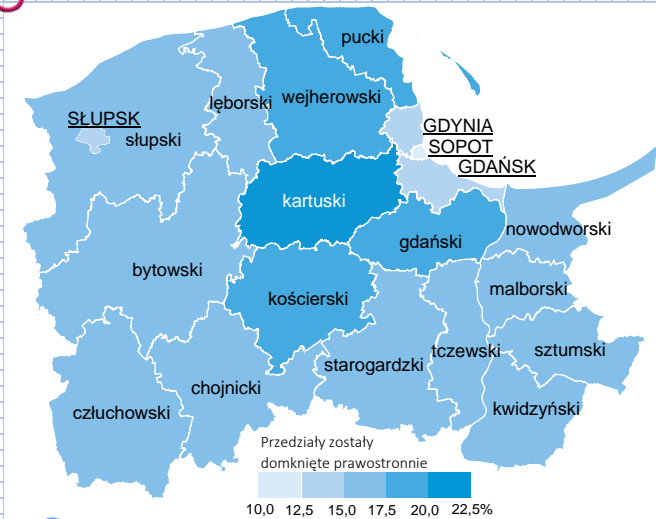 pucki
lęborski
wejherowski
SŁUPSK
słupski
GDYNIA
SOPOT
GDAŃSK
kartuski
gdański
nowodworski
bytowski
malborski
kościerski
tczewski
sztumski
starogardzki
chojnicki
człuchowski
kwidzyński
Przedziały zostały
domknięte prawostronnie
10,0 12,5 15,0 17,5 20,0 22,5%